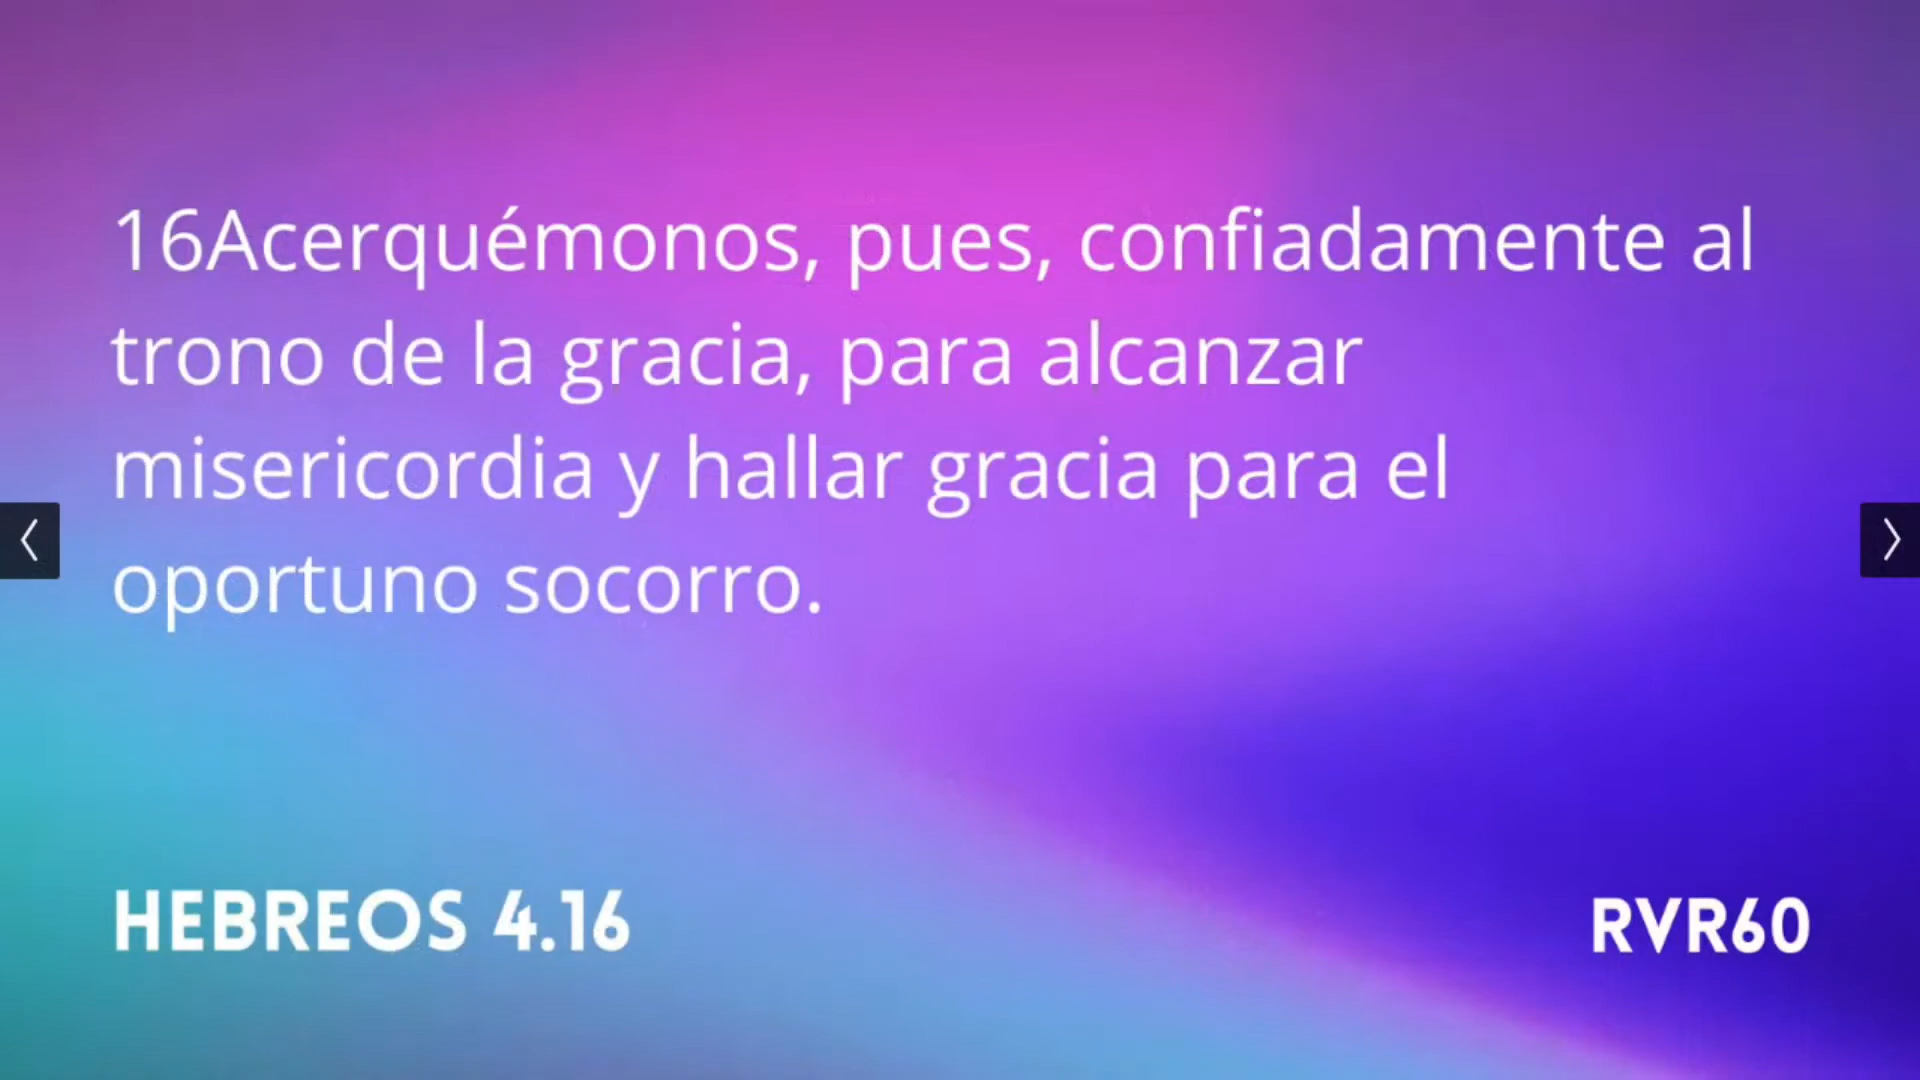 16Acerquémonos, pues, confiadamente al
trono de la gracia, para alcanzar
misericordia y hallar gracia para el
oportuno socorro.
HEBREOS 4.16
RVR60